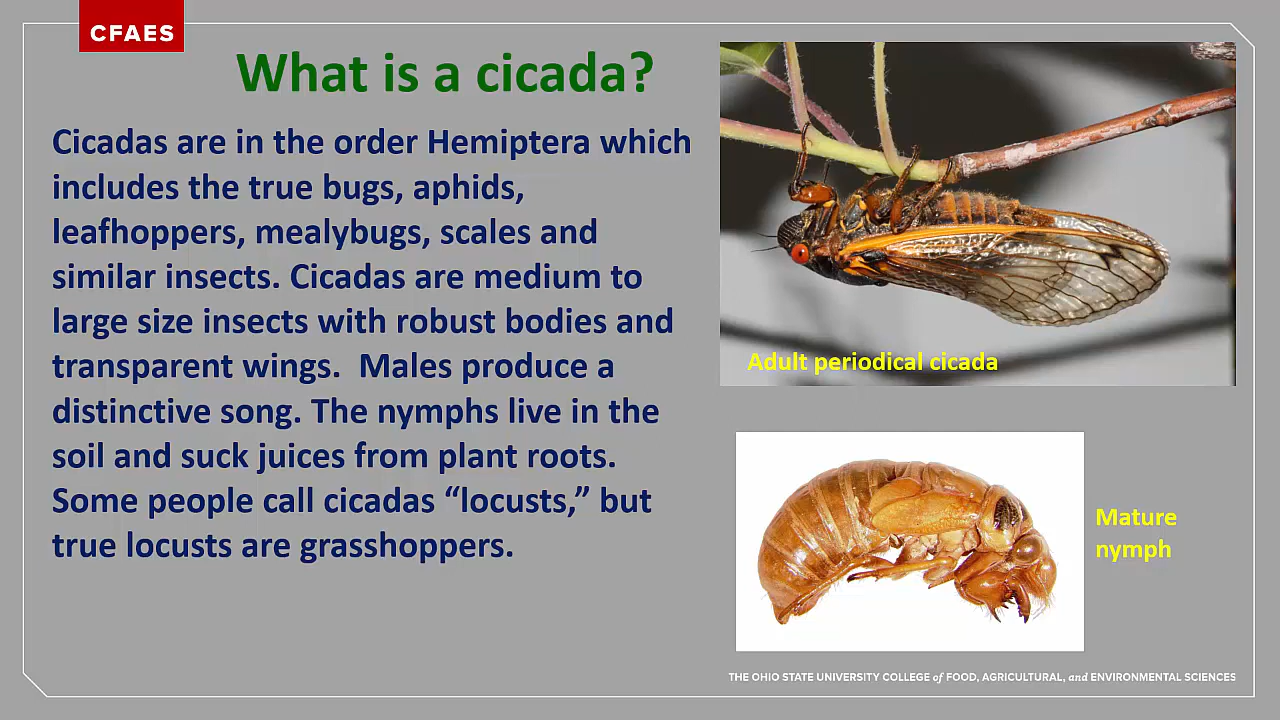 CFAES
What is a cicada?
Cicadas are in the order Hemiptera which
includes the true bugs, aphids,
leafhoppers, mealybugs, scales and
similar insects. Cicadas are medium to
large size insects with robust bodies and
transparent wings.  Males produce a
distinctive song. The nymphs live in the
soil and suck juices from plant roots.
Some people call cicadas “locusts,” but
true locusts are grasshoppers.
Adult periodical cicada
Mature
nymph
THE OHIO STATE UNIVERSITY COLLEGE of FOOD, AGRICULTURAL, and ENVIRONMENTAL SCIENCES